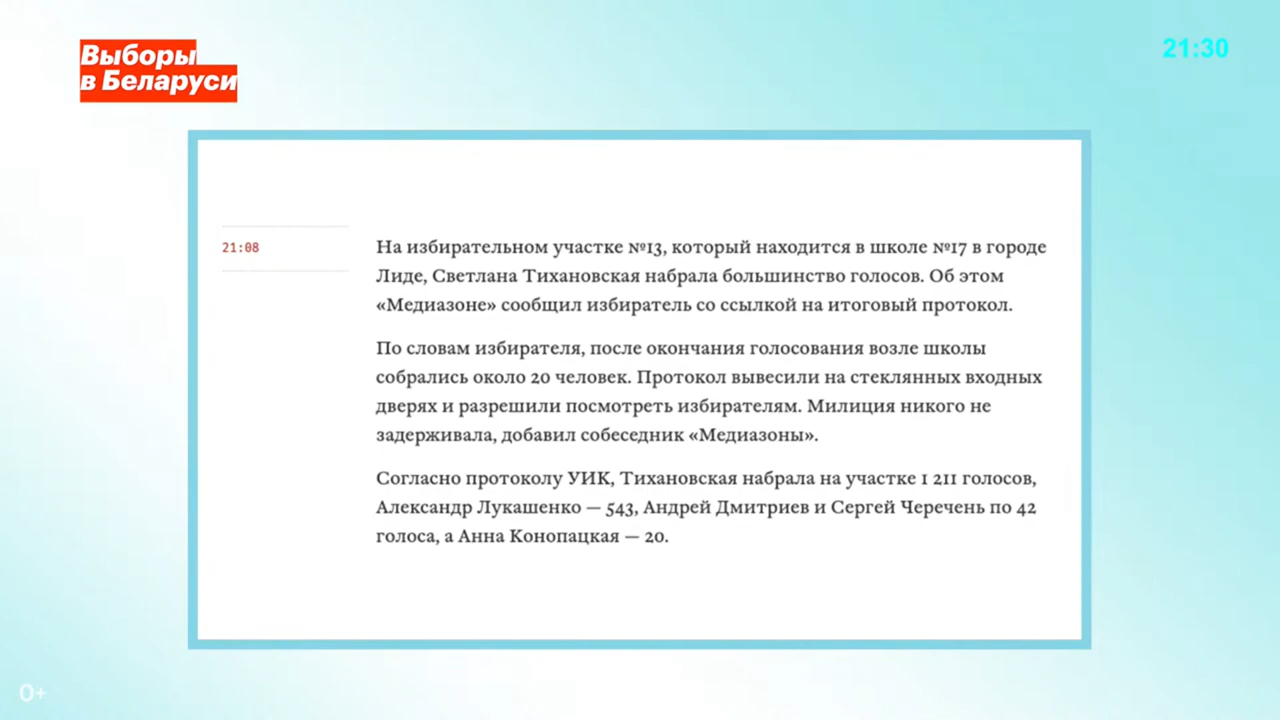 Выборы
в Беларуси
21:30
21:08
На избирательном участке №13, который находится в школе №17 в городе
Лиде, Светлана Тихановская набрала большинство голосов. Об этом
«Медиазоне» сообщил избиратель со ссылкой на итоговый протокол.
По словам избирателя, после окончания голосования возле школы
собрались около 20 человек. Протокол вывесили на стеклянных входных
дверях и разрешили посмотреть избирателям. Милиция никого не
задерживала, добавил собеседник «Медиазоны».
Согласно протоколу УИК, Тихановская набрала на участке 1 211 голосов,
Александр Лукашенко — 543, Андрей Дмитриев и Сергей Черечень по 42
голоса, а Анна Конопацкая — 20.
0+